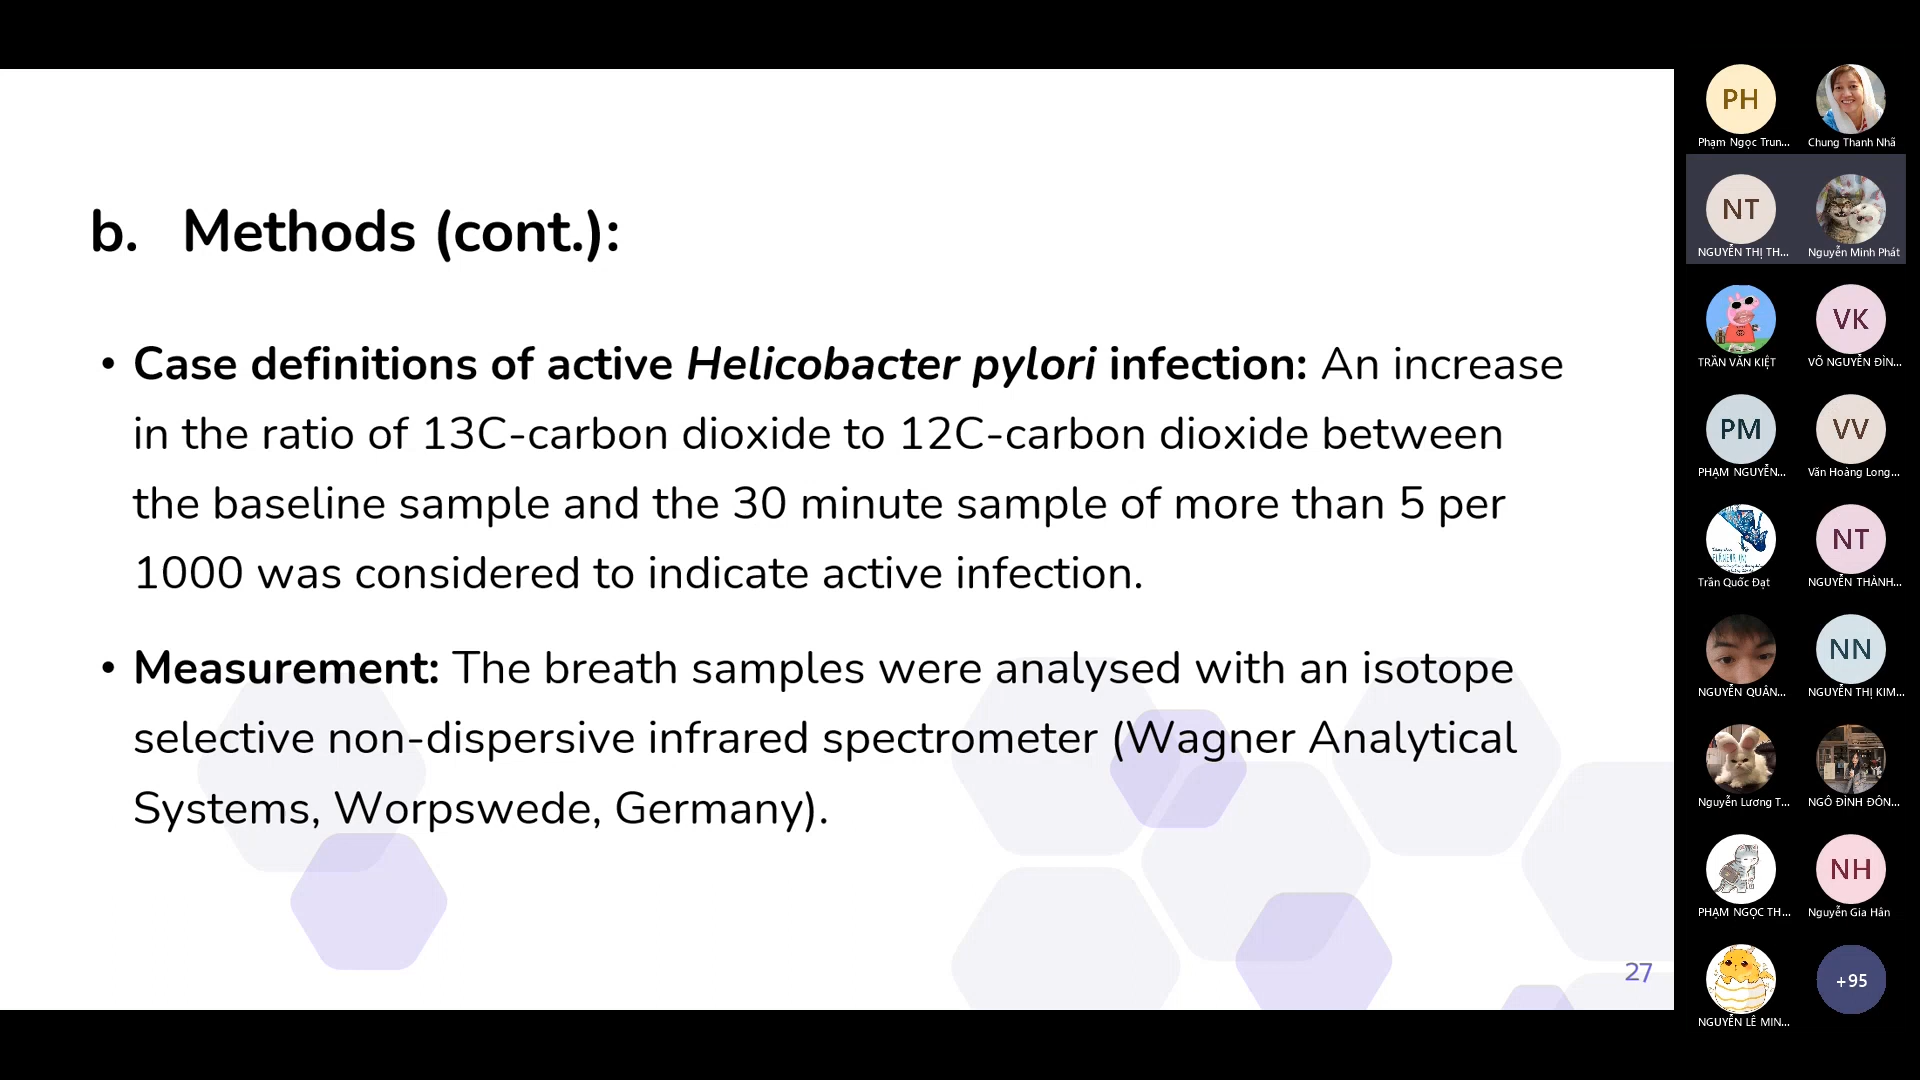 b. Methods (cont.):
• Case definitions of active Helicobacter pylori infection: An increase
in the ratio of 13C-carbon dioxide to 12C-carbon dioxide between
the baseline sample and the 30 minute sample of more than 5 per
1000 was considered to indicate active infection.
• Measurement: The breath samples were analysed with an isotope
selective non-dispersive infrared spectrometer (Wagner Analytical
Systems, Worpswede, Germany).
27
PH
Phạm Ngọc Trun...
Chung Thanh Nhã
NT
NGUYỄN THỊ TH...
Nguyễn Minh Phát
TRẦN VĂN KIỆT
VK
VÕ NGUYỄN ĐÌN...
PM
PHẠM NGUYỄN...
VV
Văn Hoàng Long...
Trần Quốc Đạt
NT
NGUYỄN THÀNH...
NGUYỄN QUÂN...
NN
NGUYỄN THỊ KIM...
Nguyễn Lương T...
NGÔ ĐÌNH ĐÔN...
PHẠM NGỌC TH...
NH
Nguyễn Gia Hân
NGUYỄN LÊ MIN...
+95